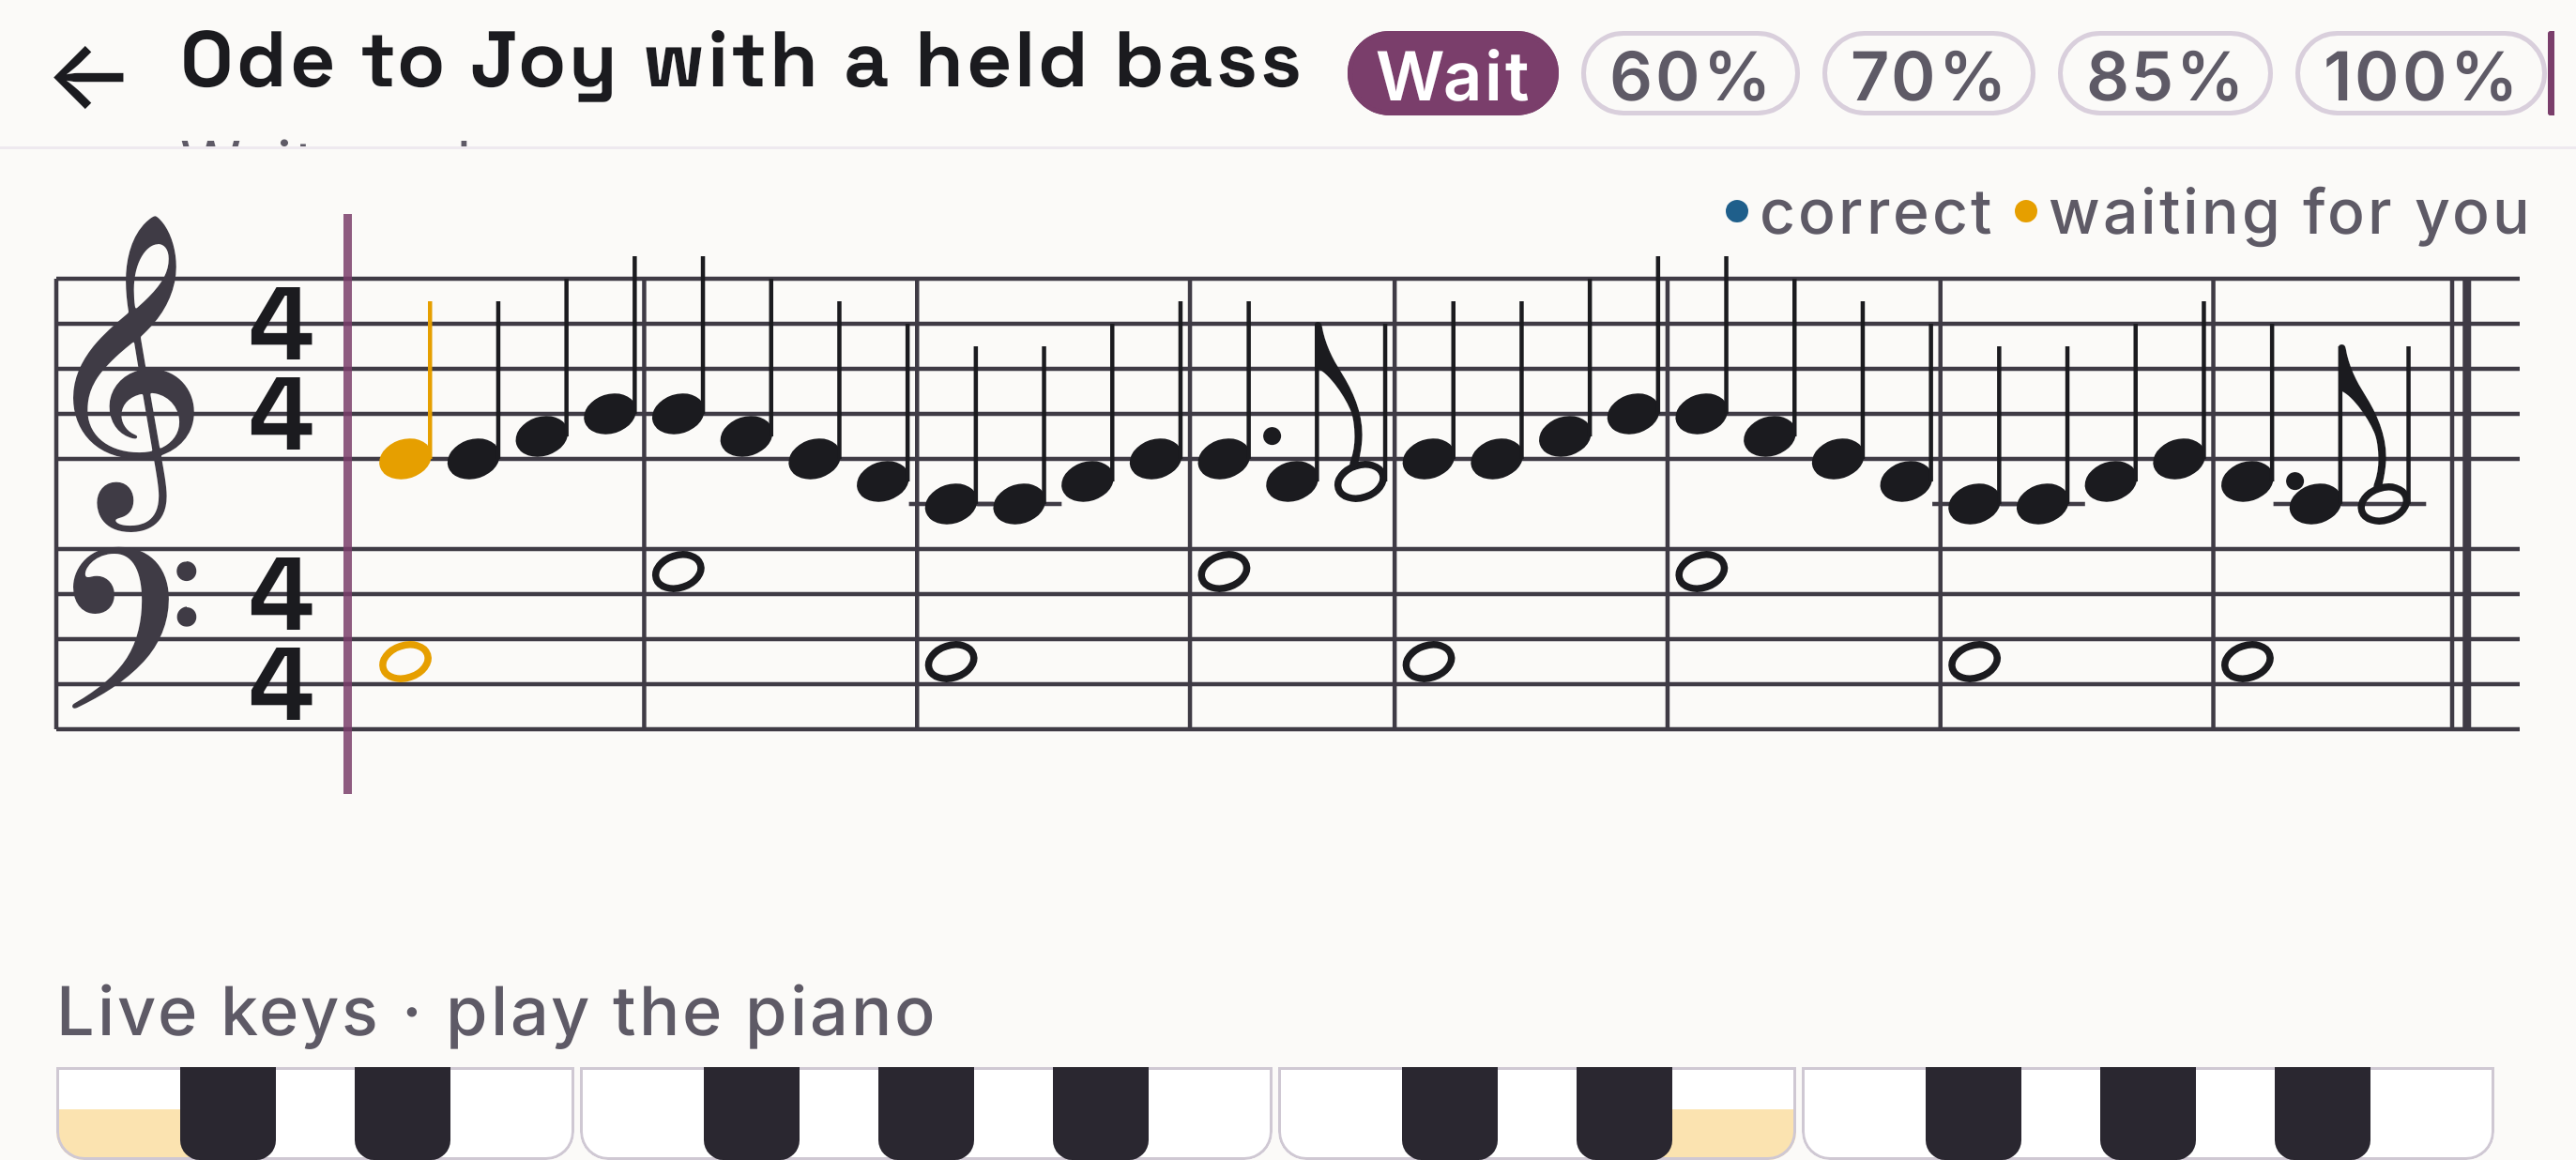 Ode to Joy with a held bass
Wait 60% 70% 85% 100%
correct waiting for you
4
4
4
4
Live keys · play the piano